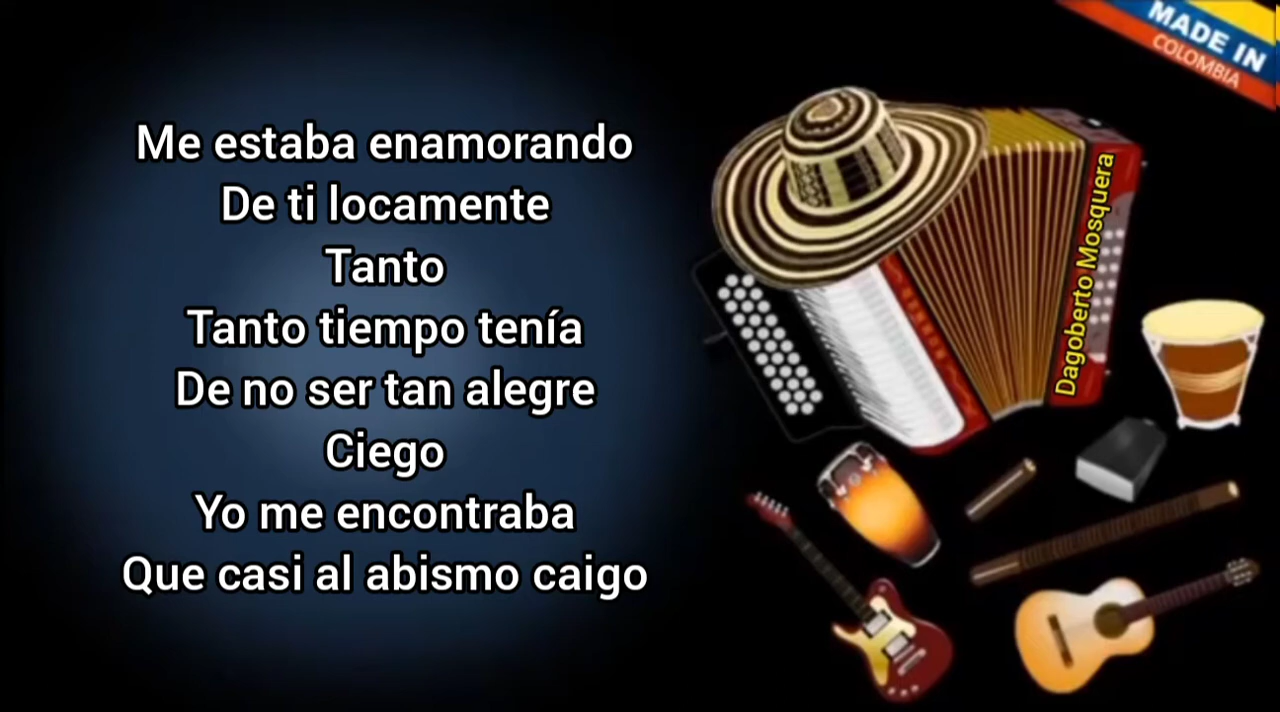 Me estaba enamorando
De ti locamente
Tanto
Tanto tiempo tenía
De no ser tan alegre
Ciego
Yo me encontraba
Que casi al abismo caigo
MADE IN
COLOMBIA
Dagoberto Mosquera